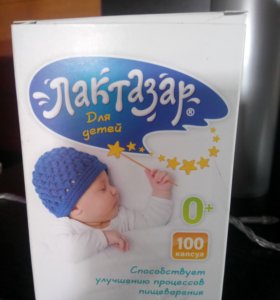 Лактазар®
Для
детей
0+
100
капсул
Способствует
улучшению процессов
пищеварения